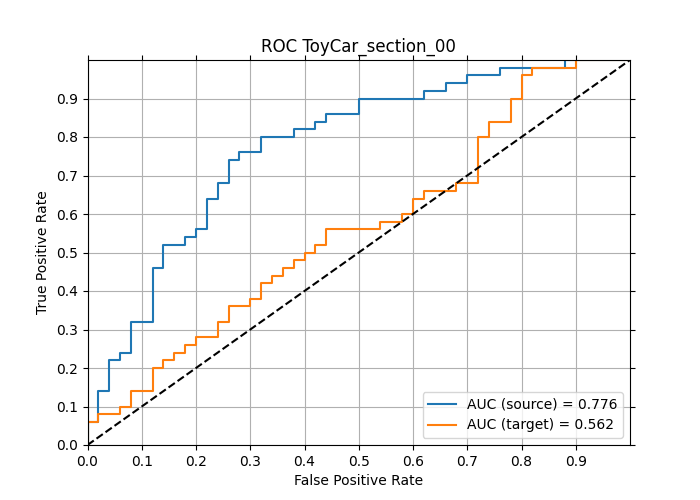 ROC ToyCar_section_00
True Positive Rate
0.9
0.8
0.7
0.6
0.5
0.4
0.3
0.2
0.1
0.0
0.0 0.1 0.2 0.3 0.4 0.5 0.6 0.7 0.8 0.9
False Positive Rate
AUC (source) = 0.776
AUC (target) = 0.562